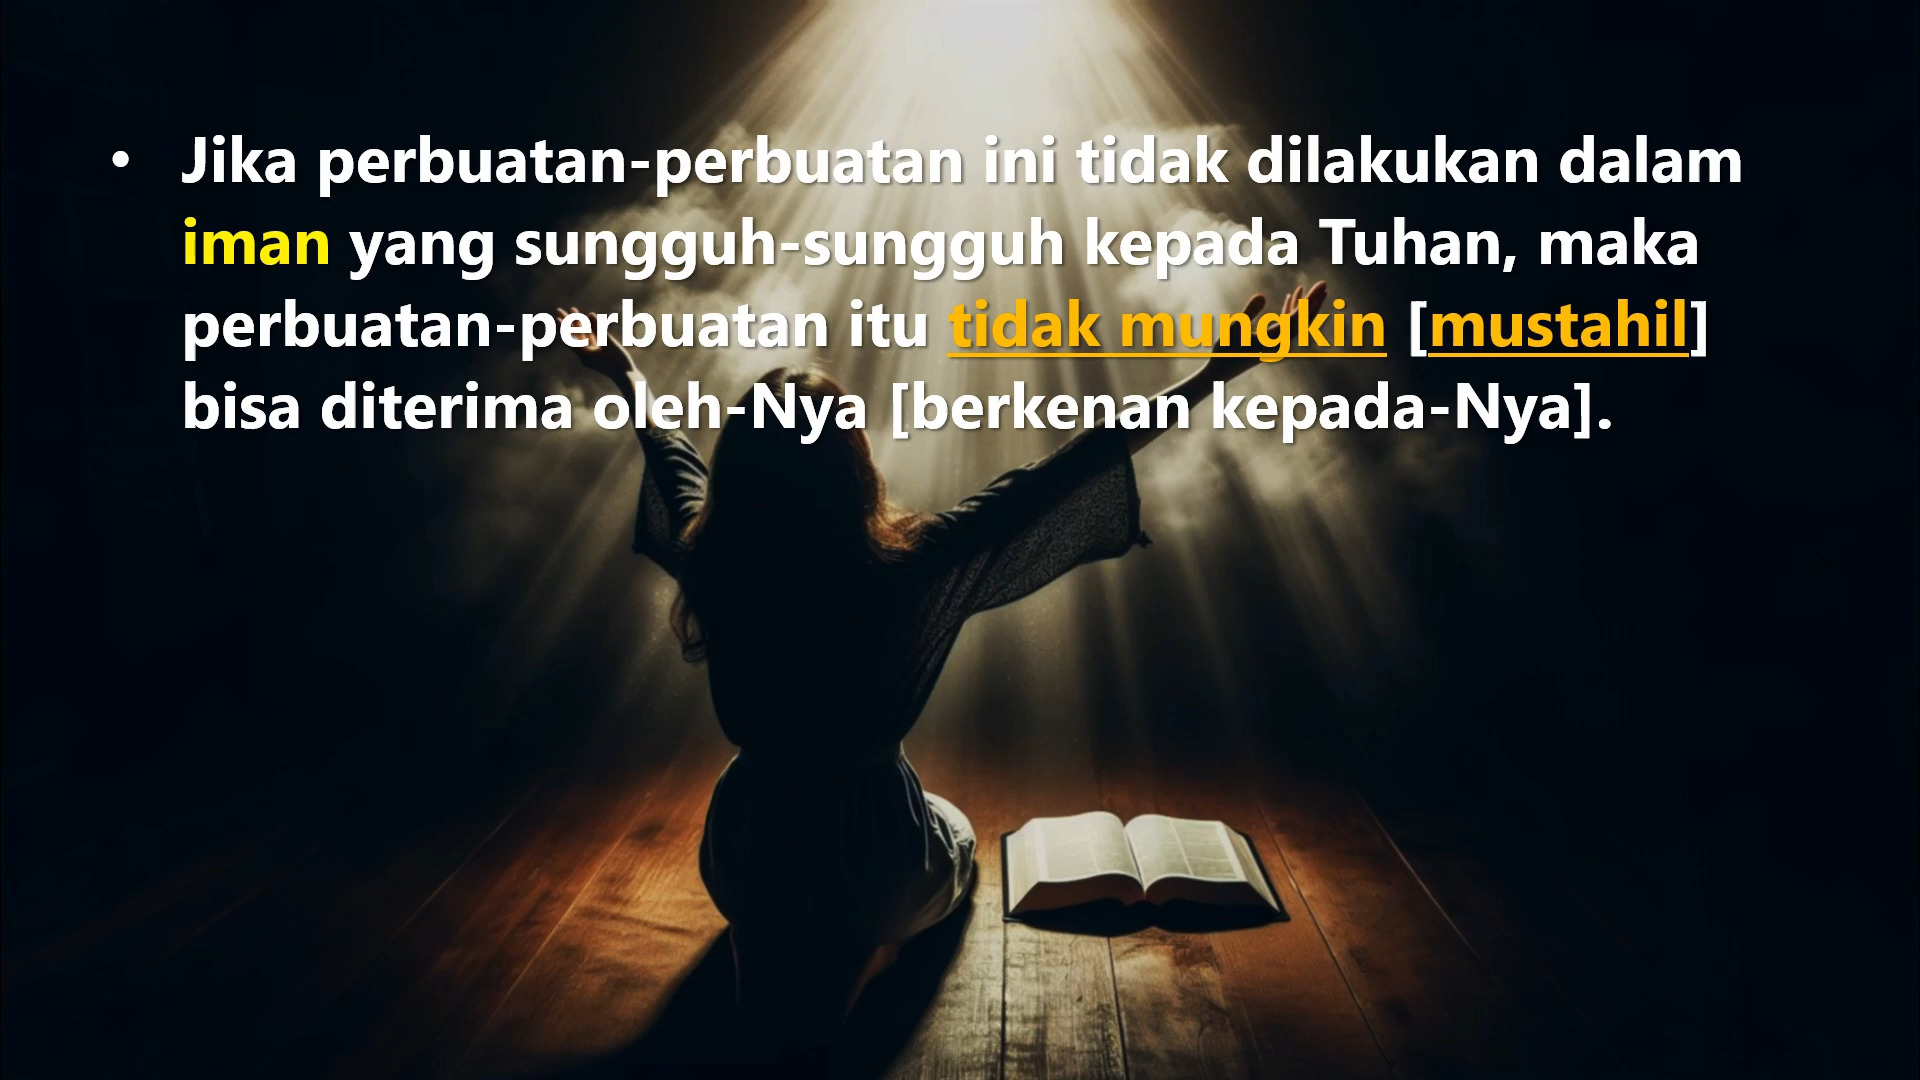 • Jika perbuatan-perbuatan ini tidak dilakukan dalam
iman yang sungguh-sungguh kepada Tuhan, maka
perbuatan-perbuatan itu tidak mungkin [mustahil]
bisa diterima oleh-Nya [berkenan kepada-Nya].